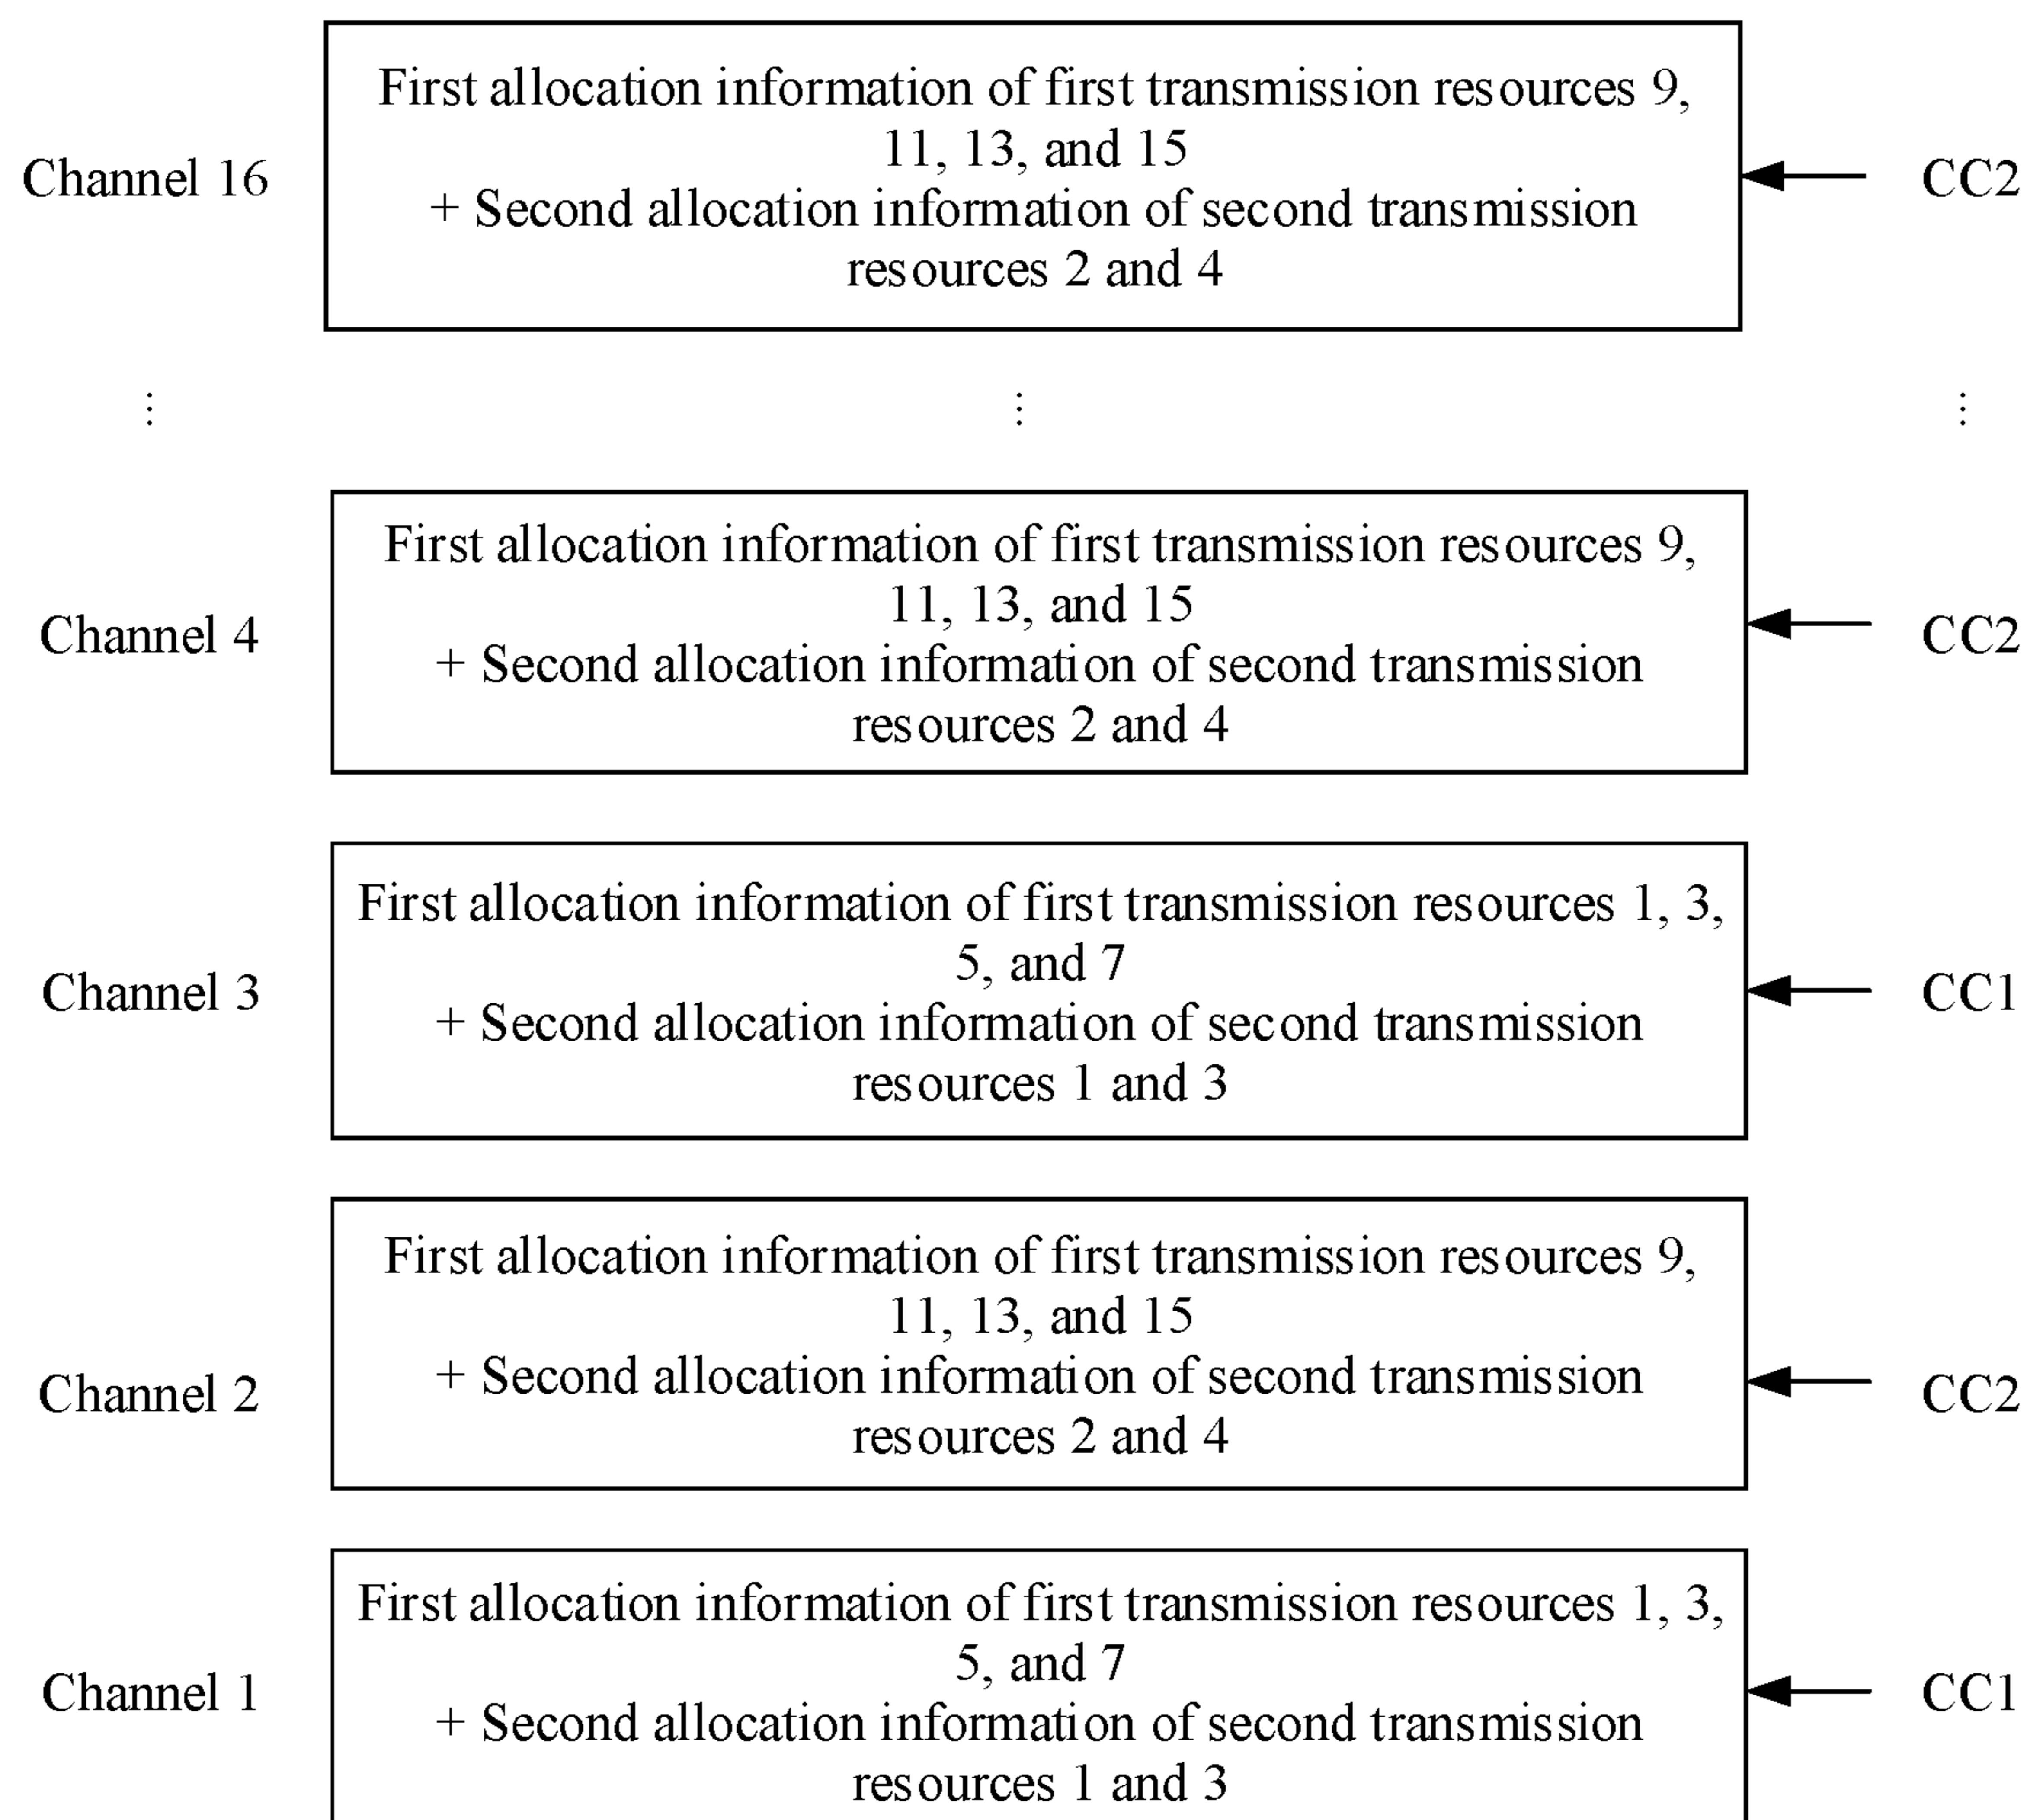 First allocation information of first transmission resources 9,
11, 13, and 15
Channel 16
+ Second allocation information of second transmission
resources 2 and 4
CC2
⋮ ⋮ ⋮
First allocation information of first transmission resources 9,
11, 13, and 15
Channel 4
+ Second allocation information of second transmission
resources 2 and 4
CC2
First allocation information of first transmission resources 1, 3,
5, and 7
Channel 3
+ Second allocation information of second transmission
resources 1 and 3
CC1
First allocation information of first transmission resources 9,
11, 13, and 15
Channel 2
+ Second allocation information of second transmission
resources 2 and 4
CC2
First allocation information of first transmission resources 1, 3,
5, and 7
Channel 1
+ Second allocation information of second transmission
resources 1 and 3
CC1